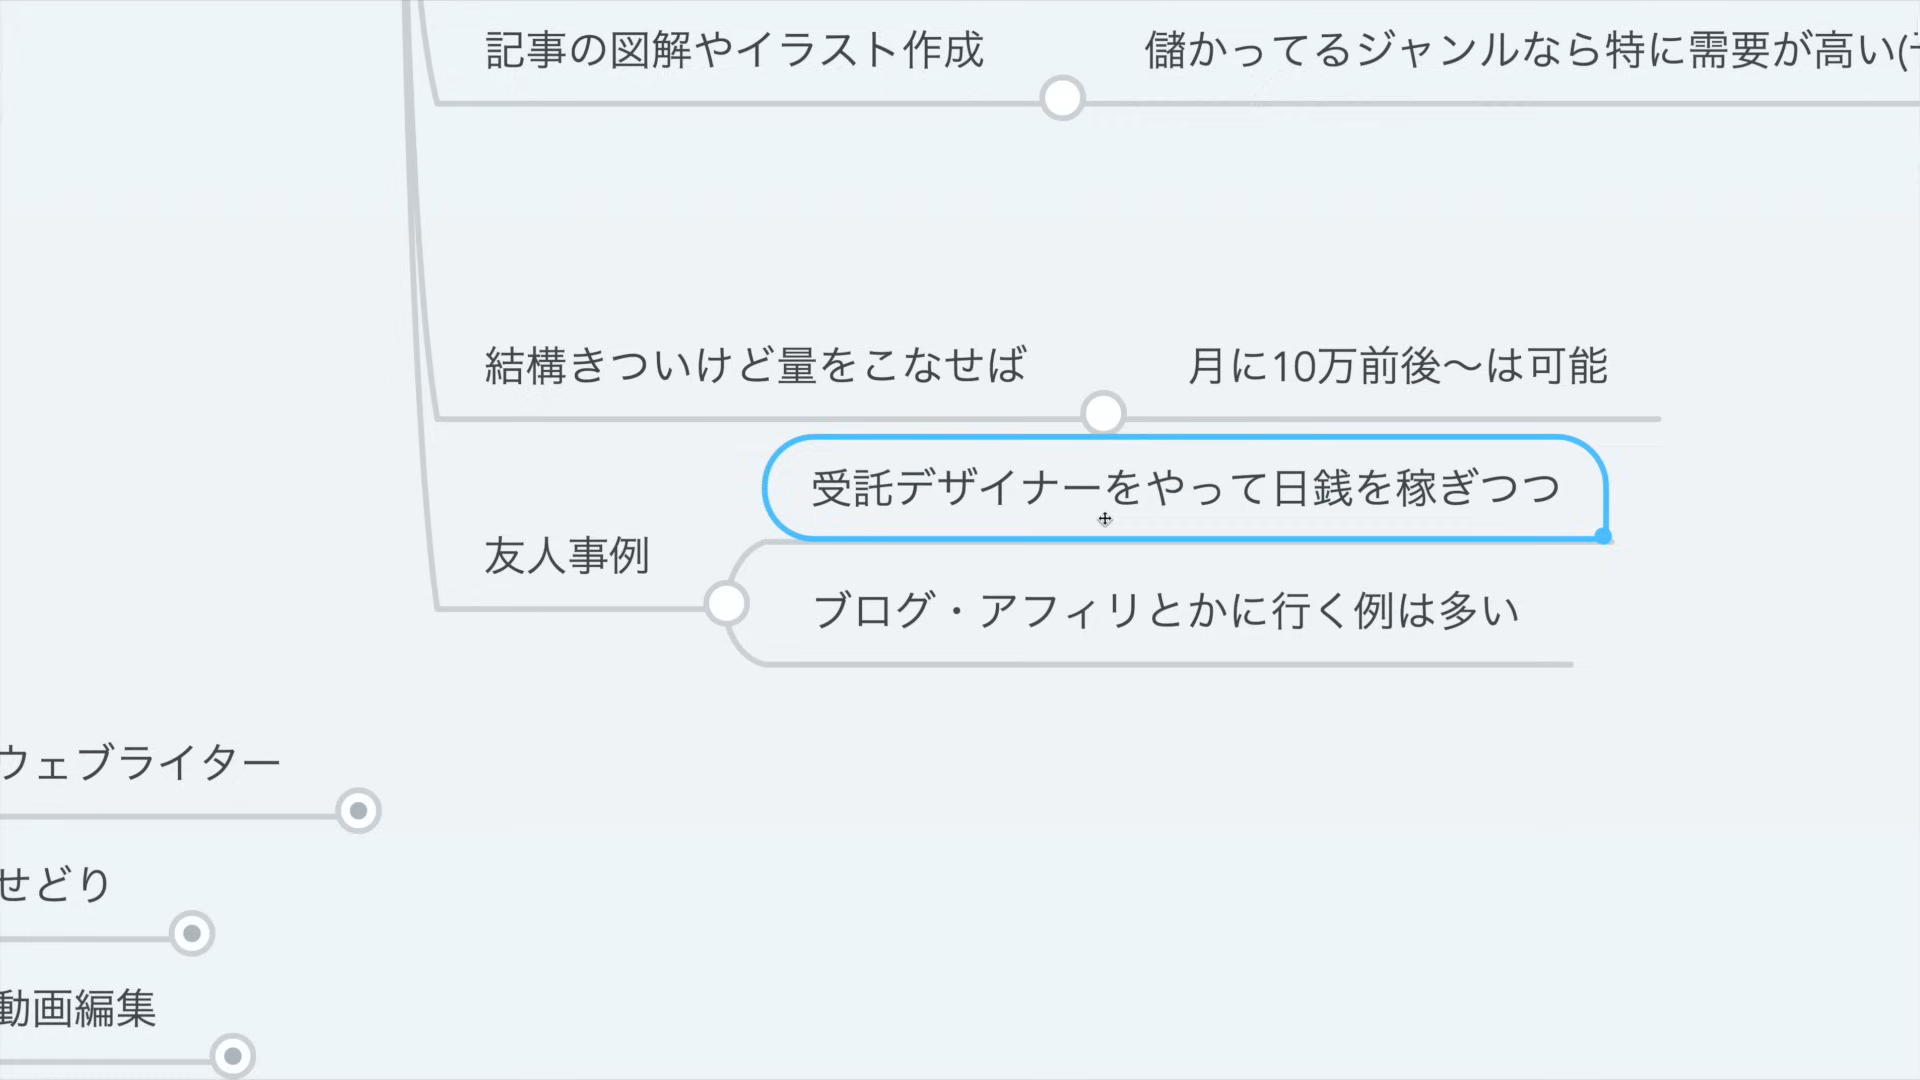 記事の図解やイラスト作成
儲かってるジャンルなら特に需要が高い(
結構きついけど量をこなせば
月に10万前後〜は可能
受託デザイナーをやって日銭を稼ぎつつ
友人事例
ブログ・アフィリとかに行く例は多い
ウェブライター
せどり
動画編集